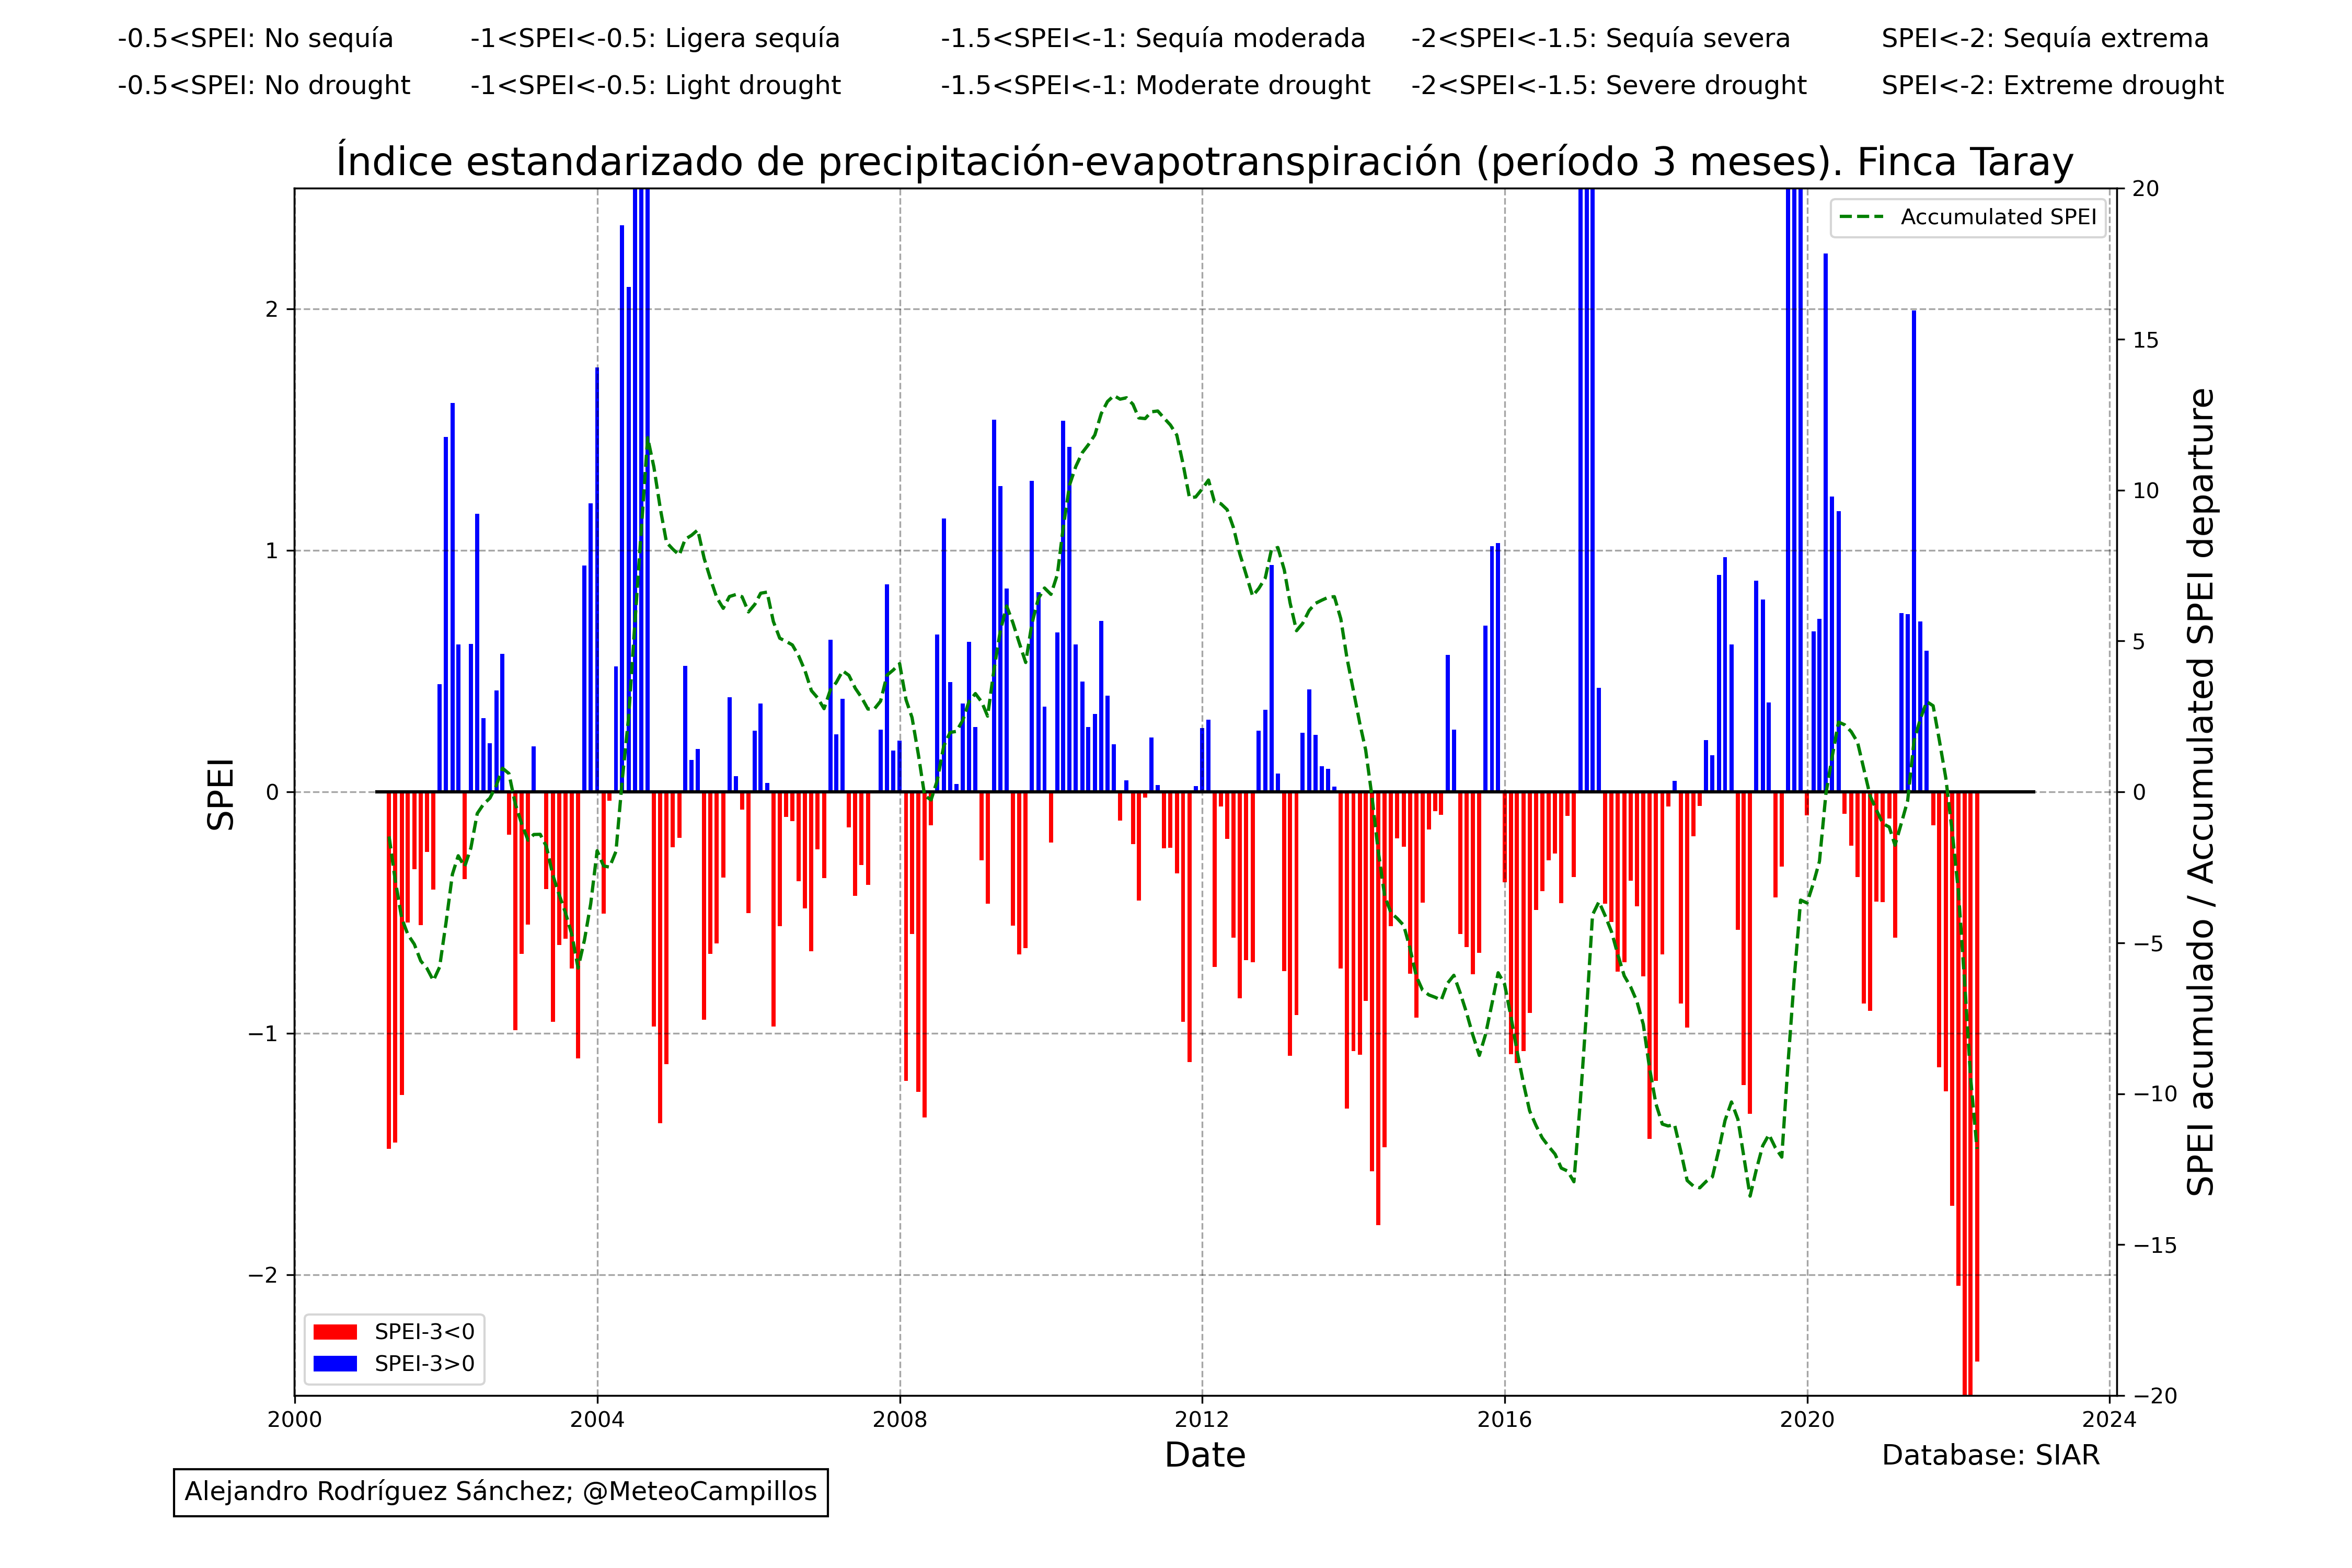 -0.5<SPEI: No sequía -1<SPEI<-0.5: Ligera sequía -1.5<SPEI<-1: Sequía moderada -2<SPEI<-1.5: Sequía severa SPEI<-2: Sequía extrema
-0.5<SPEI: No drought -1<SPEI<-0.5: Light drought -1.5<SPEI<-1: Moderate drought -2<SPEI<-1.5: Severe drought SPEI<-2: Extreme drought
Índice estandarizado de precipitación-evapotranspiración (período 3 meses). Finca Taray
Accumulated SPEI
2
1
0
−1
−2
SPEI
20
15
10
5
0
−5
−10
−15
−20
SPEI acumulado / Accumulated SPEI departure
SPEI-3<0
SPEI-3>0
2000 2004 2008 2012 2016 2020 2024
Date
Database: SIAR
Alejandro Rodríguez Sánchez; @MeteoCampillos